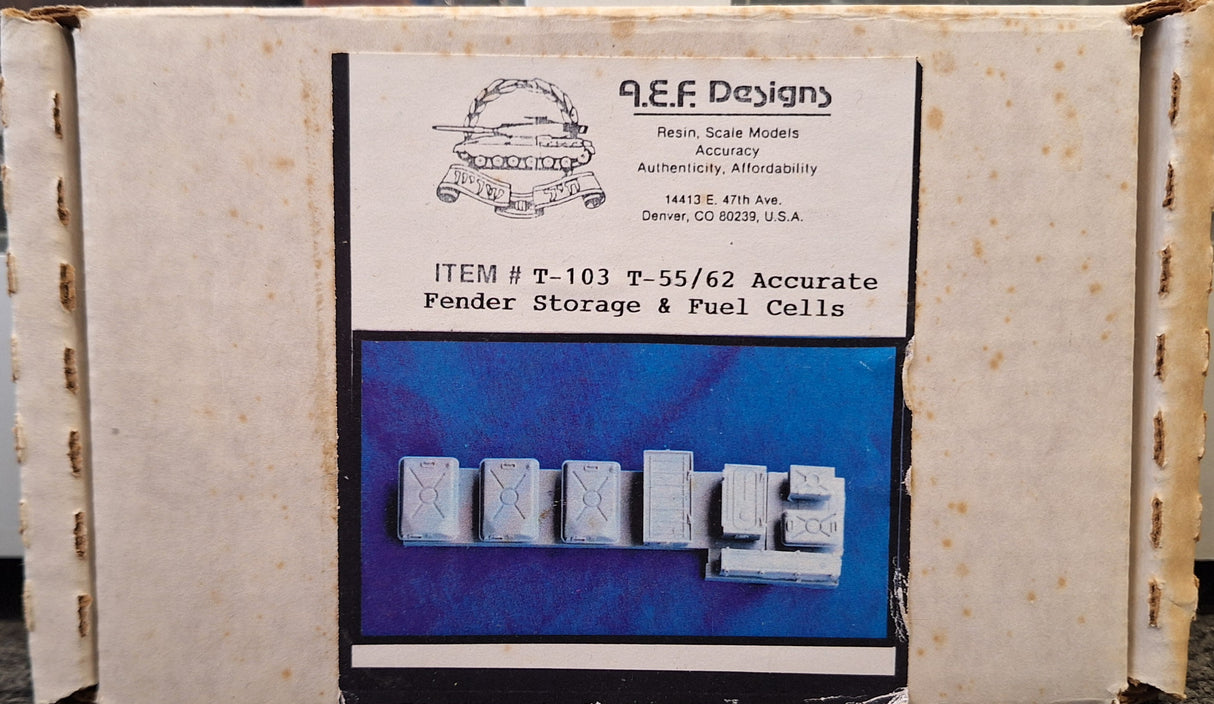 A.E.F. Designs
Resin, Scale Models
Accuracy
Authenticity, Affordability
14413 E. 47th Ave.
Denver, CO 80239, U.S.A.
ITEM # T-103 T-55/62 Accurate
Fender Storage & Fuel Cells